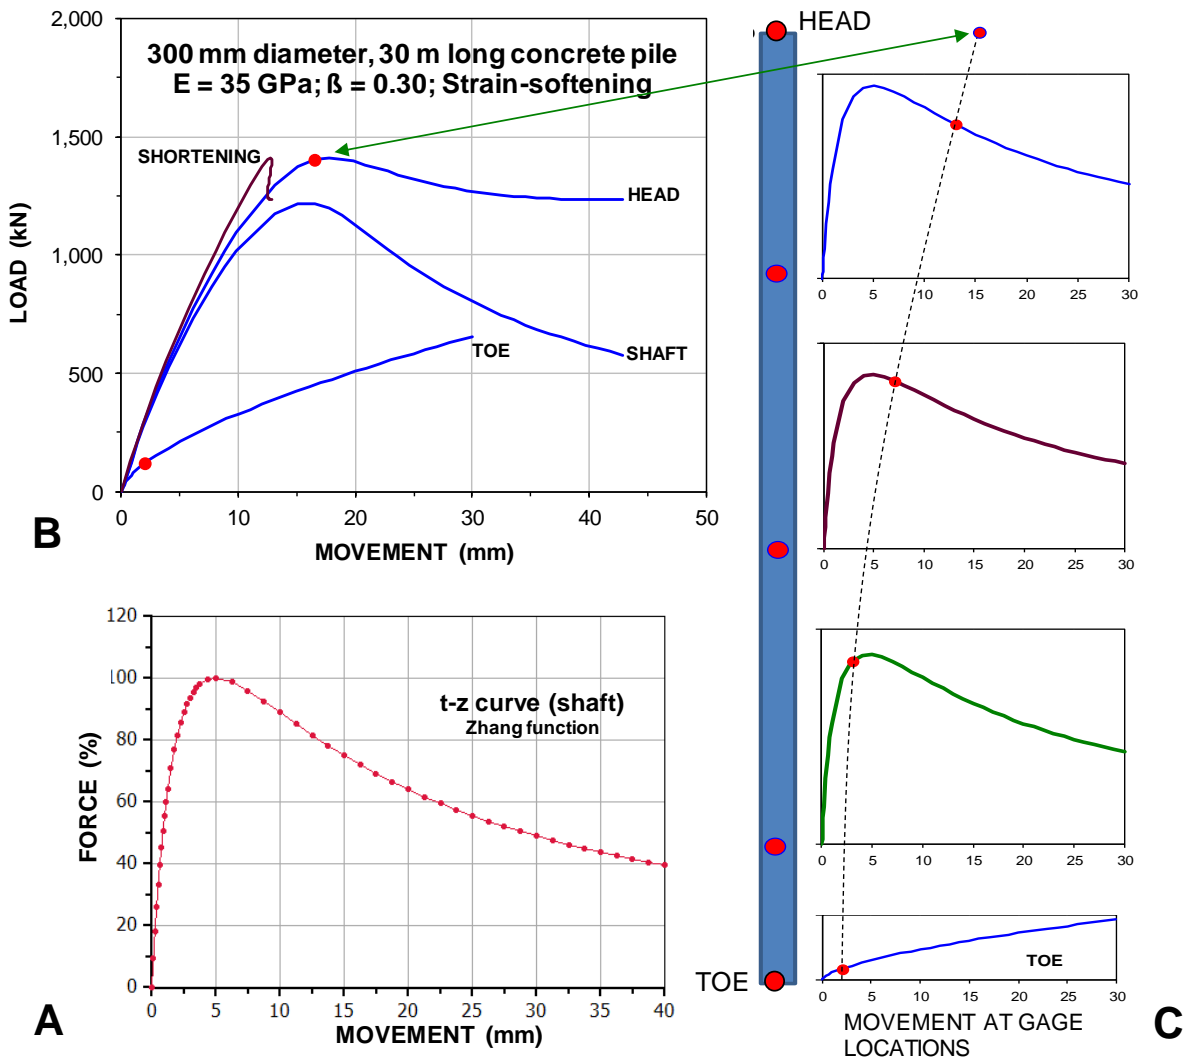 2,000
1,500
1,000
500
0
LOAD (kN)
300 mm diameter, 30 m long concrete pile
E = 35 GPa; ß = 0.30; Strain-softening
SHORTENING
HEAD
TOE
SHAFT
0 10 20 30 40 50
MOVEMENT (mm)
B
120
100
80
60
40
20
0
FORCE (%)
t-z curve (shaft)
Zhang function
0 5 10 15 20 25 30 35 40
MOVEMENT (mm)
A
HEAD
TOE
0 5 10 15 20 25 30
0 5 10 15 20 25 30
0 5 10 15 20 25 30
TOE
0 5 10 15 20 25 30
MOVEMENT AT GAGE
LOCATIONS
C